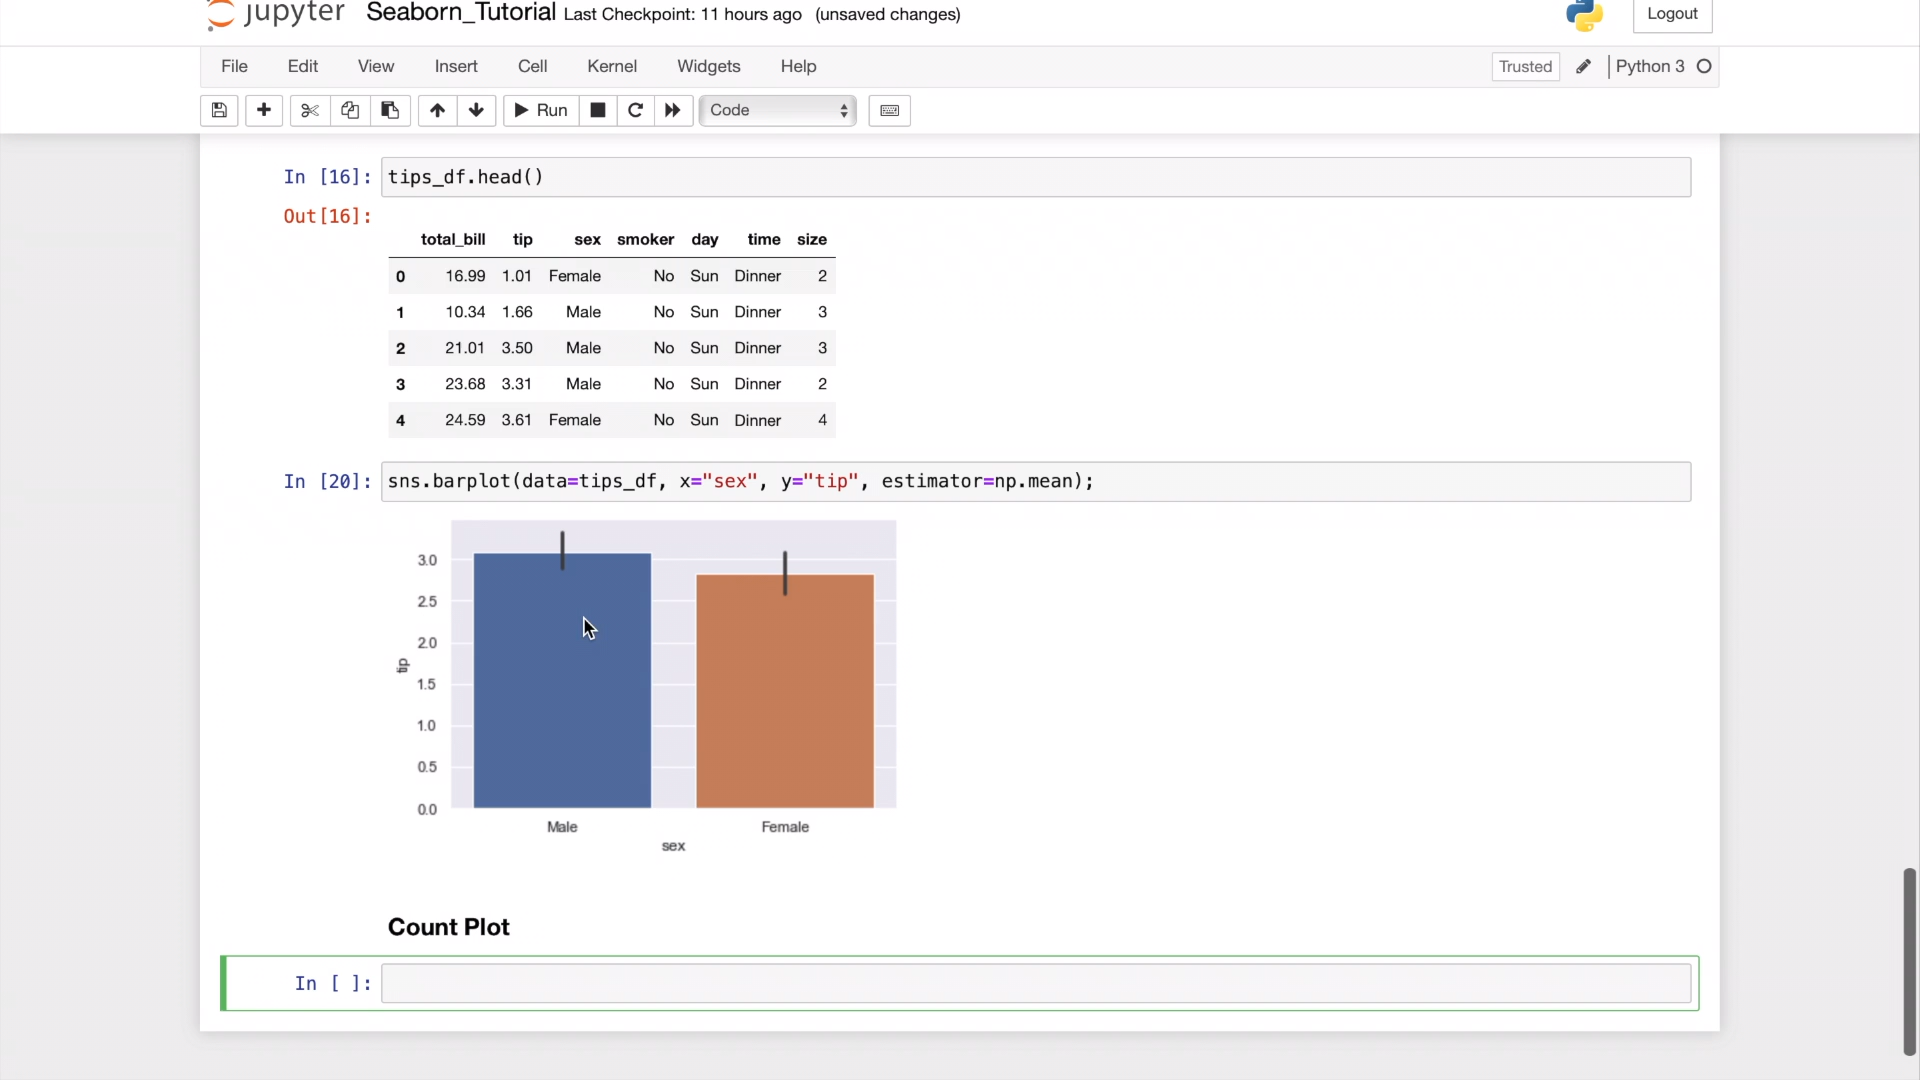 jupyter Seaborn_Tutorial Last Checkpoint: 11 hours ago (unsaved changes) Logout
File Edit View Insert Cell Kernel Widgets Help Trusted Python 3
Run Code
In [16]: tips_df.head()
Out[16]:
total_bill tip sex smoker day time size
0 16.99 1.01 Female No Sun Dinner 2
1 10.34 1.66 Male No Sun Dinner 3
2 21.01 3.50 Male No Sun Dinner 3
3 23.68 3.31 Male No Sun Dinner 2
4 24.59 3.61 Female No Sun Dinner 4
In [20]: sns.barplot(data=tips_df, x="sex", y="tip", estimator=np.mean);
3.0
2.5
2.0
tip
1.5
1.0
0.5
0.0
Male Female
sex
Count Plot
In [ ]: